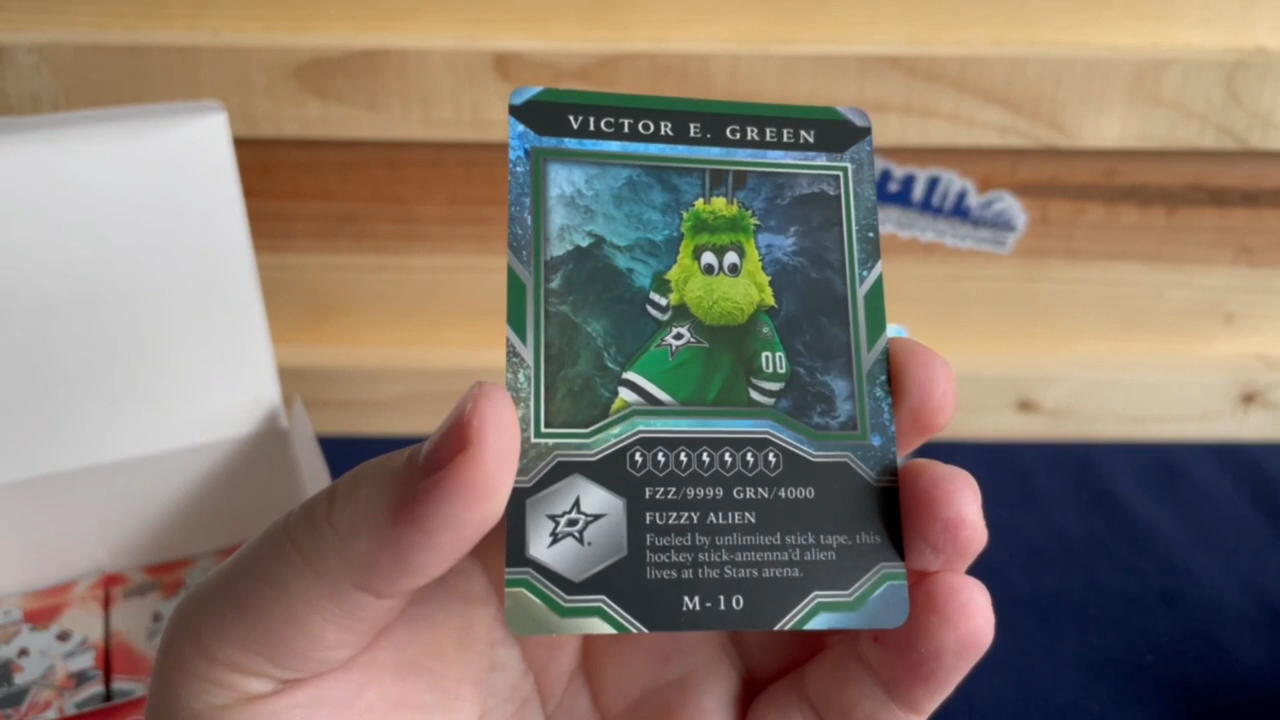 VICTOR E. GREEN
00
FZZ/9999 GRN/4000
FUZZY ALIEN
Fueled by unlimited stick tape, this
hockey stick-antenna'd alien
lives at the Stars arena.
M-10